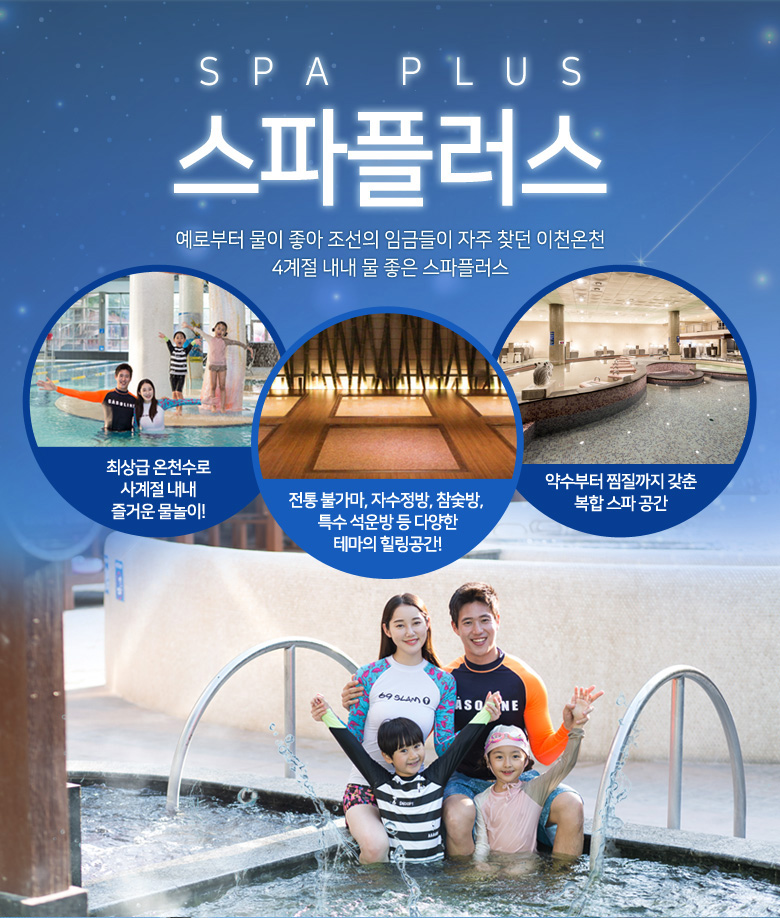 SPA PLUS
스파플러스
예로부터 물이 좋아 조선의 임금들이 자주 찾던 이천온천
4계절 내내 물 좋은 스파플러스
GASOLINE
최상급 온천수로
사계절 내내
즐거운 물놀이!
전통 불가마, 자수정방, 참숯방,
특수 석운방 등 다양한
테마의 힐링공간!
약수부터 찜질까지 갖춘
복합 스파 공간
69 SLAM
GASOLINE